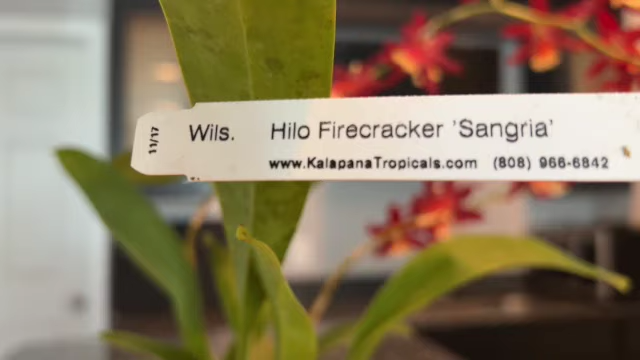 11/17
Wils. Hilo Firecracker 'Sangria'
www.KalapanaTropicals.com (808) 966-6842